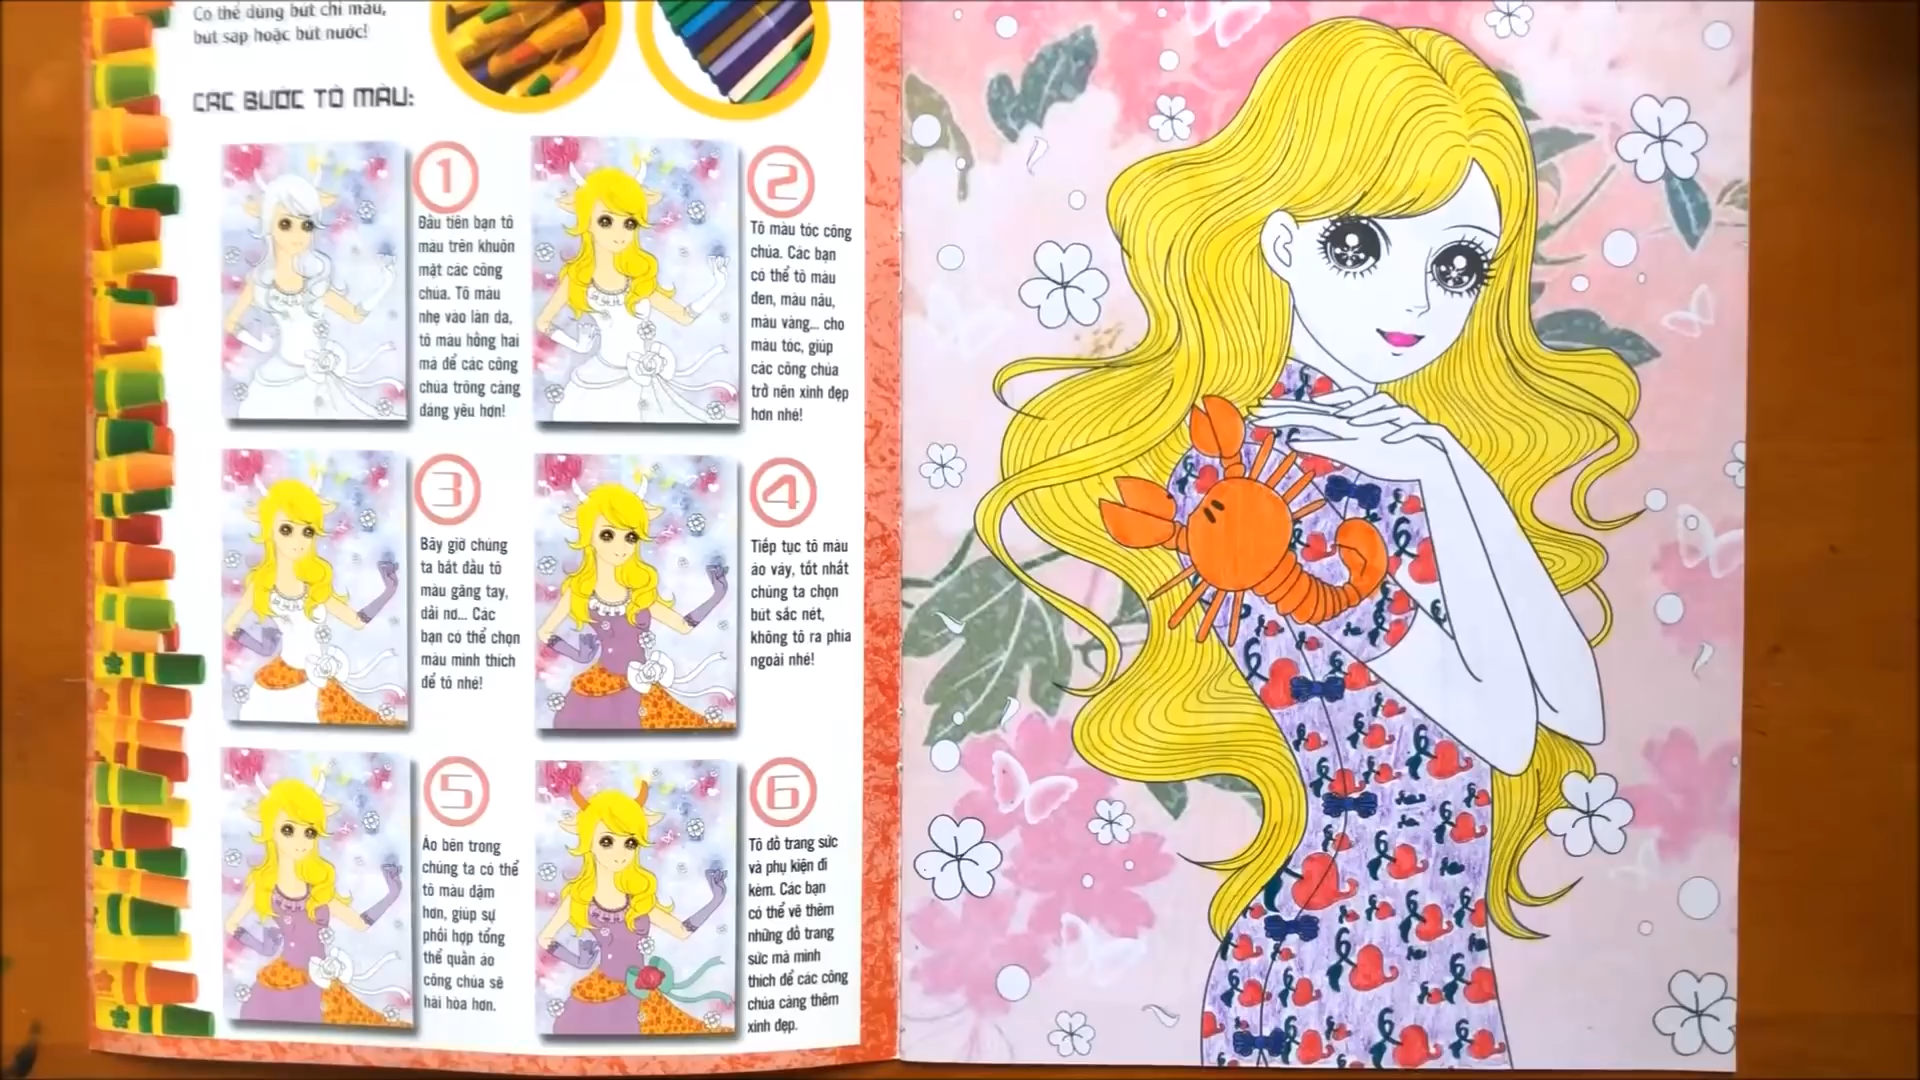 Có thể dùng bút chì màu,
bút sáp hoặc bút nước!
CÁC BƯỚC TÔ MÀU:
1
Đầu tiên bạn tô
màu trên khuôn
mặt các công
chúa. Tô màu
nhẹ vào làn da,
tô màu hồng hai
má để các công
chúa trông càng
đáng yêu hơn!
2
Tô màu tóc công
chúa. Các bạn
có thể tô màu
đen, màu nâu,
màu vàng... cho
màu tóc, giúp
các công chúa
trở nên xinh đẹp
hơn nhé!
3
Bây giờ chúng
ta bắt đầu tô
màu găng tay,
dải nơ... Các
bạn có thể chọn
màu mình thích
để tô nhé!
4
Tiếp tục tô màu
áo váy, tốt nhất
chúng ta chọn
bút sắc nét,
không tô ra phía
ngoài nhé!
5
Áo bên trong
chúng ta có thể
tô màu đậm
hơn, giúp sự
phối hợp tổng
thể quần áo
công chúa sẽ
hài hòa hơn.
6
Tô đồ trang sức
và phụ kiện đi
kèm. Các bạn
có thể vẽ thêm
những đồ trang
sức mà mình
thích để các công
chúa càng thêm
xinh đẹp.